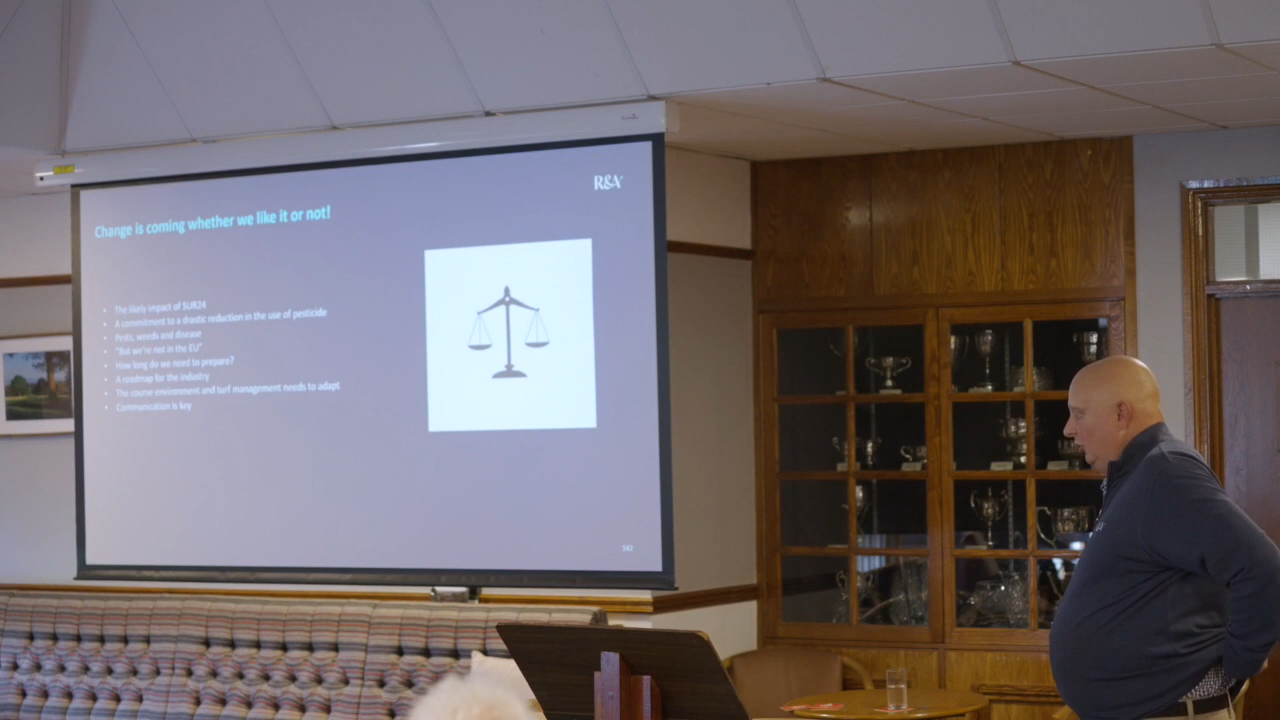 R&A
Change is coming whether we like it or not!
• The likely impact of SUR24
• A commitment to a drastic reduction in the use of pesticide
• Pests, weeds and disease
• "But we're not in the EU"
• How long do we need to prepare?
• A roadmap for the industry
• The course environment and turf management needs to adapt
• Communication is key